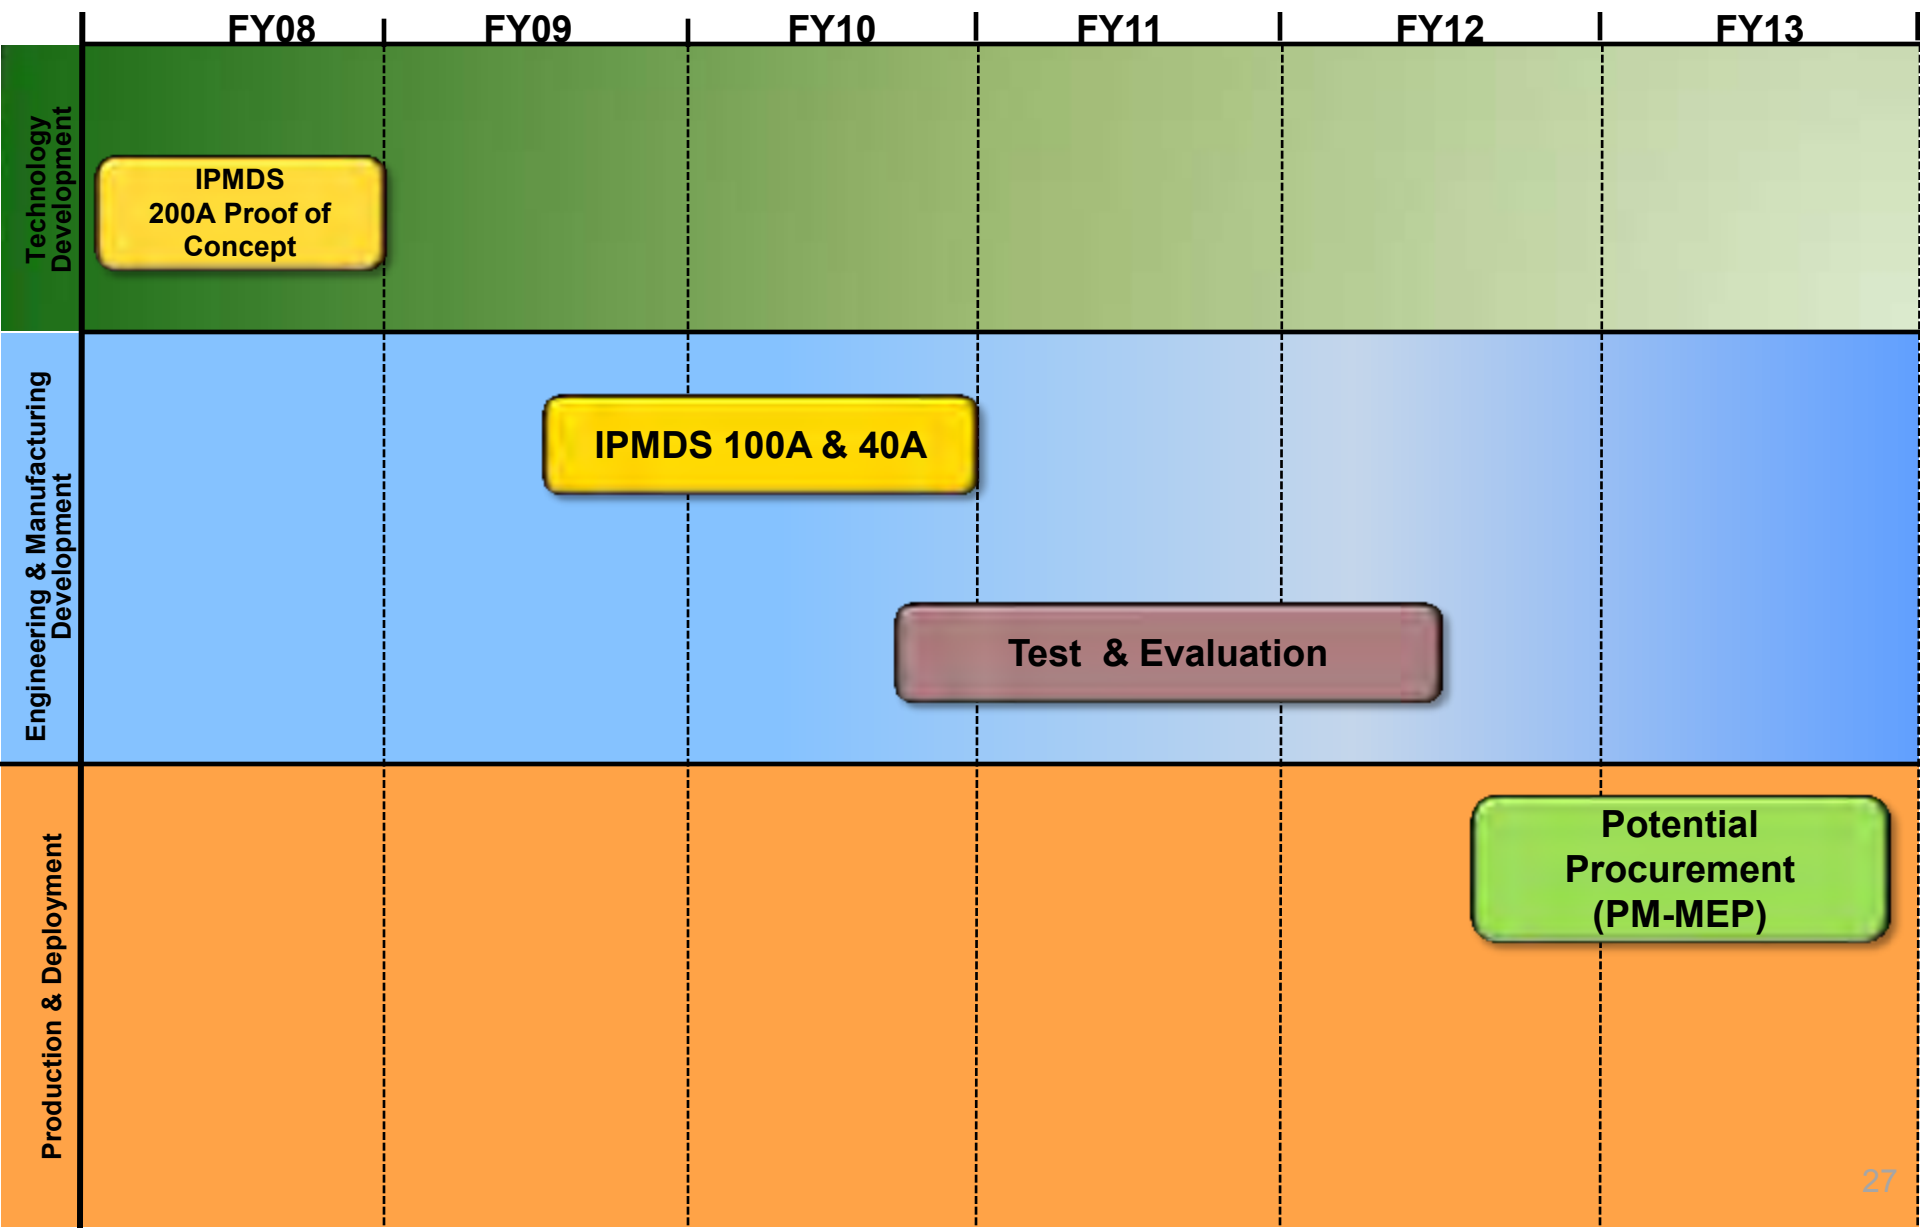 FY08 FY09 FY10 FY11 FY12 FY13
Technology
Development
IPMDS
200A Proof of
Concept
Engineering & Manufacturing
Development
IPMDS 100A & 40A
Test & Evaluation
Production & Deployment
Potential
Procurement
(PM-MEP)
27